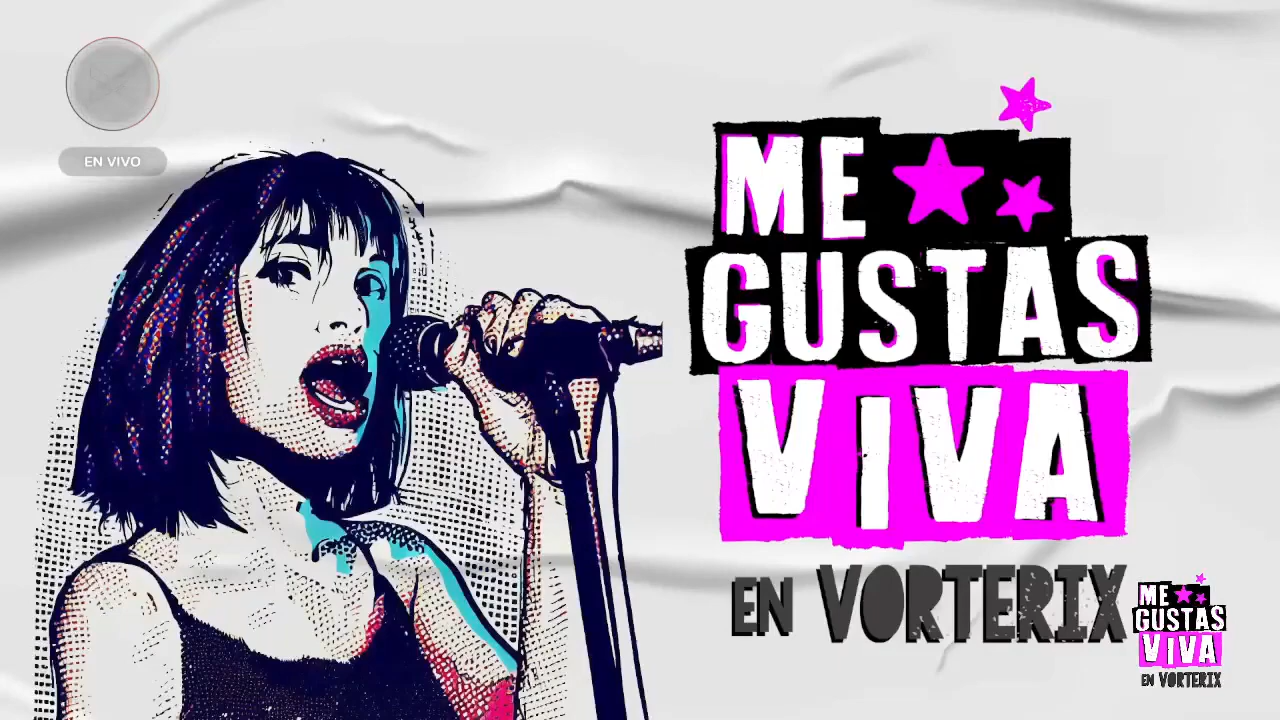 EN VIVO
ME
GUSTAS
VIVA
EN VORTERIX
ME
GUSTAS
VIVA
EN VORTERIX